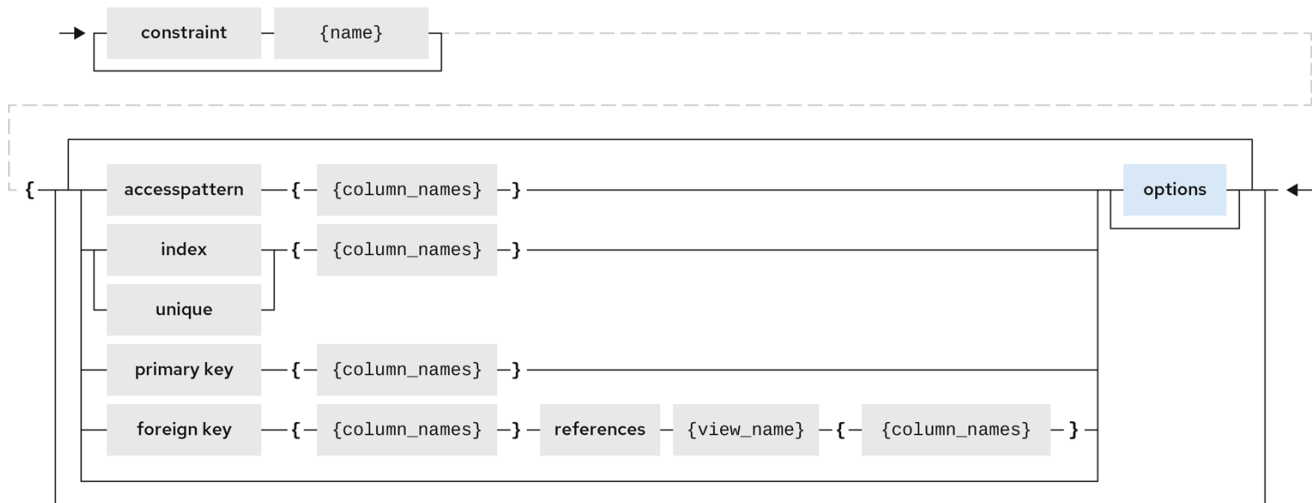 constraint {name}
{ accesspattern { {column_names} } options
index { {column_names} }
unique
primary key { {column_names} }
foreign key { {column_names} } references {view_name} { {column_names} }